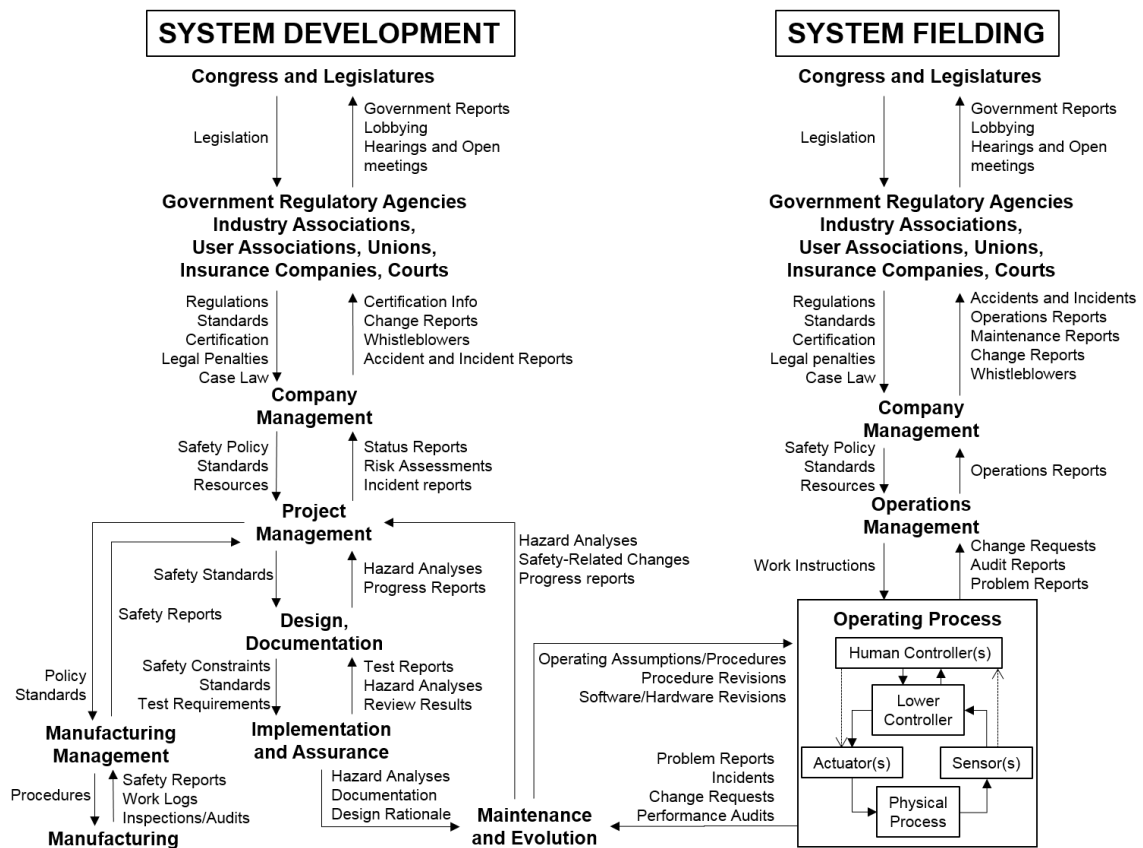 SYSTEM DEVELOPMENT
Congress and Legislatures
Legislation
Government Reports
Lobbying
Hearings and Open
meetings
Government Regulatory Agencies
Industry Associations,
User Associations, Unions,
Insurance Companies, Courts
Regulations
Standards
Certification
Legal Penalties
Case Law
Certification Info
Change Reports
Whistleblowers
Accident and Incident Reports
Company
Management
Safety Policy
Standards
Resources
Status Reports
Risk Assessments
Incident reports
Project
Management
Safety Standards
Hazard Analyses
Progress Reports
Hazard Analyses
Safety-Related Changes
Progress reports
Safety Reports
Policy
Standards
Design,
Documentation
Safety Constraints
Standards
Test Requirements
Test Reports
Hazard Analyses
Review Results
Implementation
and Assurance
Manufacturing
Management
Procedures
Safety Reports
Work Logs
Inspections/Audits
Manufacturing
Hazard Analyses
Documentation
Design Rationale
Maintenance
and Evolution
SYSTEM FIELDING
Congress and Legislatures
Legislation
Government Reports
Lobbying
Hearings and Open
meetings
Government Regulatory Agencies
Industry Associations,
User Associations, Unions,
Insurance Companies, Courts
Regulations
Standards
Certification
Legal penalties
Case Law
Accidents and Incidents
Operations Reports
Maintenance Reports
Change Reports
Whistleblowers
Company
Management
Safety Policy
Standards
Resources
Operations Reports
Operations
Management
Work Instructions
Change Requests
Audit Reports
Problem Reports
Operating Assumptions/Procedures
Procedure Revisions
Software/Hardware Revisions
Problem Reports
Incidents
Change Requests
Performance Audits
Operating Process
Human Controller(s)
Lower
Controller
Actuator(s)
Sensor(s)
Physical
Process